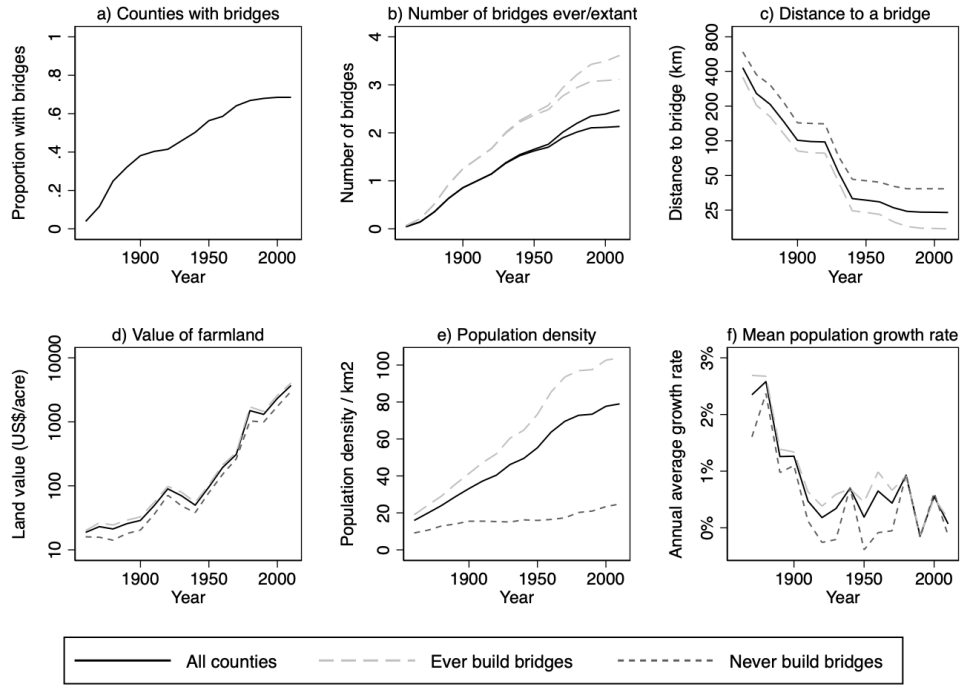 a) Counties with bridges
Proportion with bridges
1
.8
.6
.4
.2
0
1900
1950
2000
Year
b) Number of bridges ever/extant
Number of bridges
4
3
2
1
0
1900
1950
2000
Year
c) Distance to a bridge
Distance to bridge (km)
800
400
200
100
50
25
1900
1950
2000
Year
d) Value of farmland
Land value (US$/acre)
10000
1000
100
10
1900
1950
2000
Year
e) Population density
Population density / km2
100
80
60
40
20
0
1900
1950
2000
Year
f) Mean population growth rate
Annual average growth rate
3%
2%
1%
0%
1900
1950
2000
Year
All counties
Ever build bridges
Never build bridges